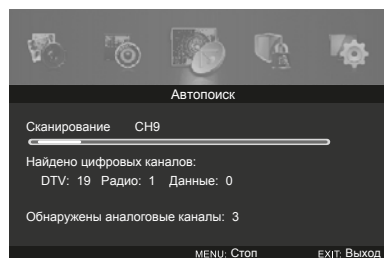 Автопоиск
Сканирование CH9
Найдено цифровых каналов:
DTV: 19 Радио: 1 Данные: 0
Обнаружены аналоговые каналы: 3
MENU: Стоп EXIT: Выход